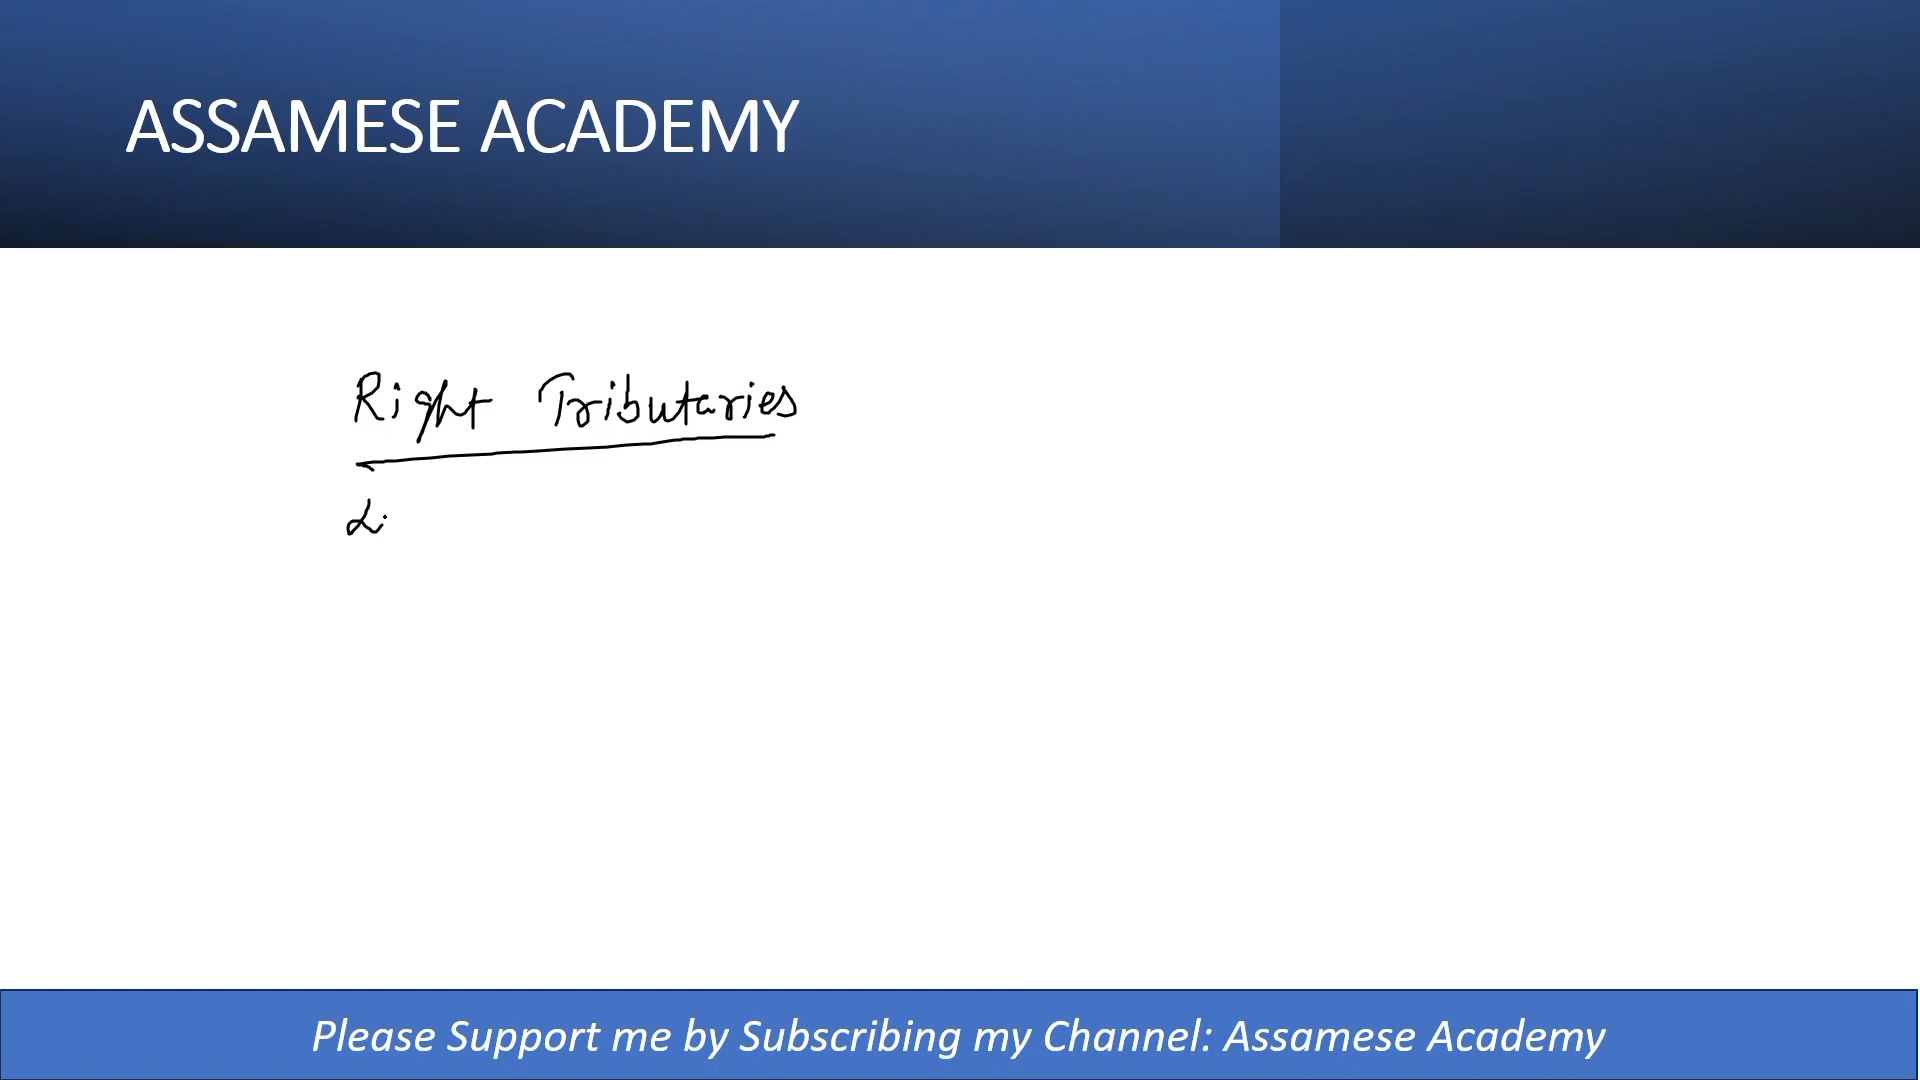 ASSAMESE ACADEMY
Right Tributaries
Please Support me by Subscribing my Channel: Assamese Academy